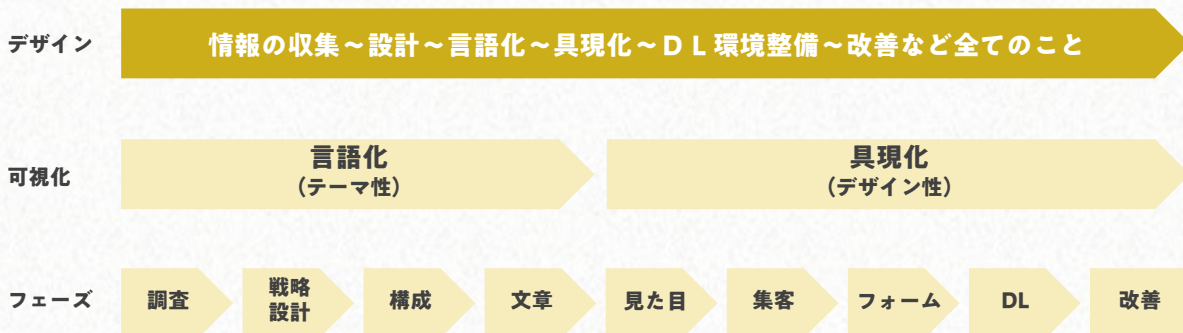 デザイン
情報の収集～設計～言語化～具現化～ＤＬ環境整備～改善など全てのこと
可視化
言語化
（テーマ性）
具現化
（デザイン性）
フェーズ
調査
戦略
設計
構成
文章
見た目
集客
フォーム
DL
改善